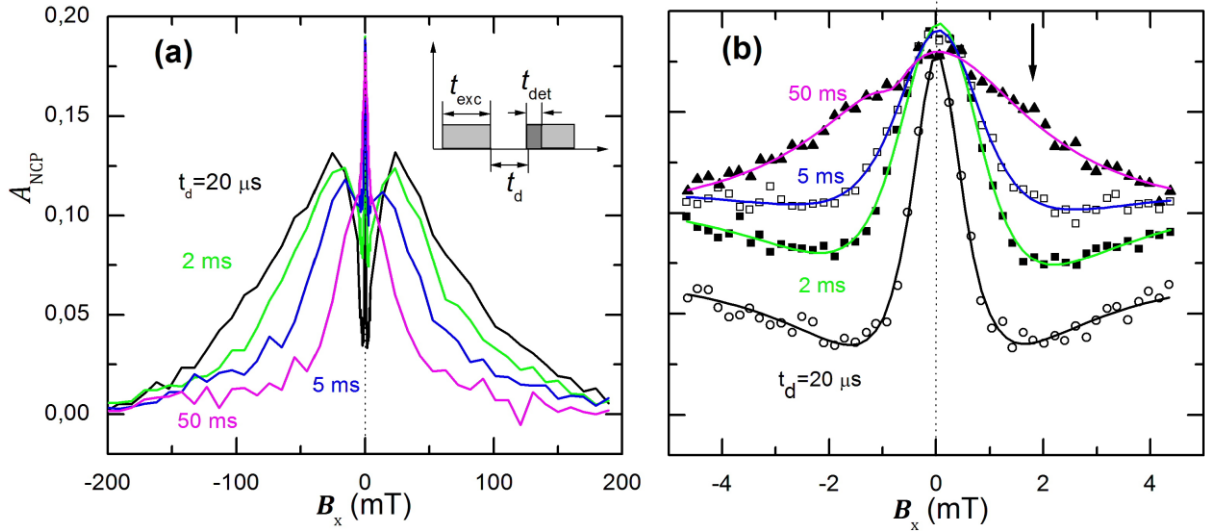 (a)
(b)
0,20
0,15
0,10
0,05
0,00
A_NCP
t_exc
t_det
t_d
t_d=20 μs
2 ms
5 ms
50 ms
-200 -100 0 100 200
B_x (mT)
50 ms
5 ms
2 ms
t_d=20 μs
-4 -2 0 2 4
B_x (mT)